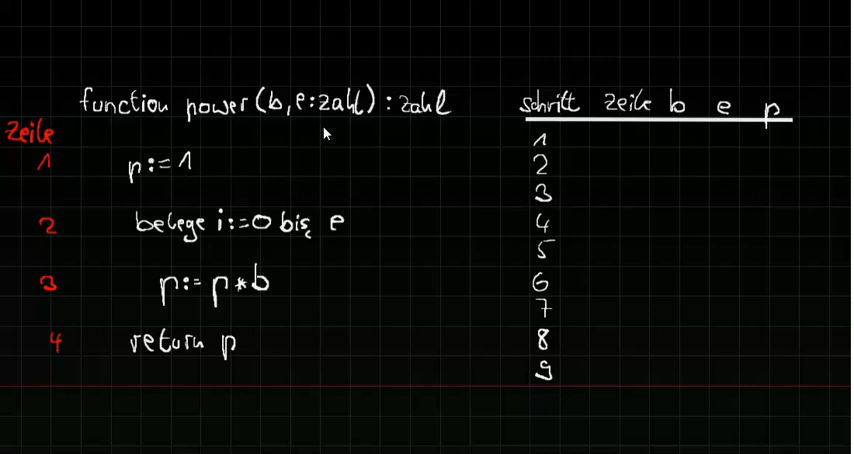 function power(b, e:zahl) : zahl
Zeile
1 p:= 1
2 belege i:=0 bis e
3 p:= p*b
4 return p
schritt zeile b e p
1
2
3
4
5
6
7
8
9